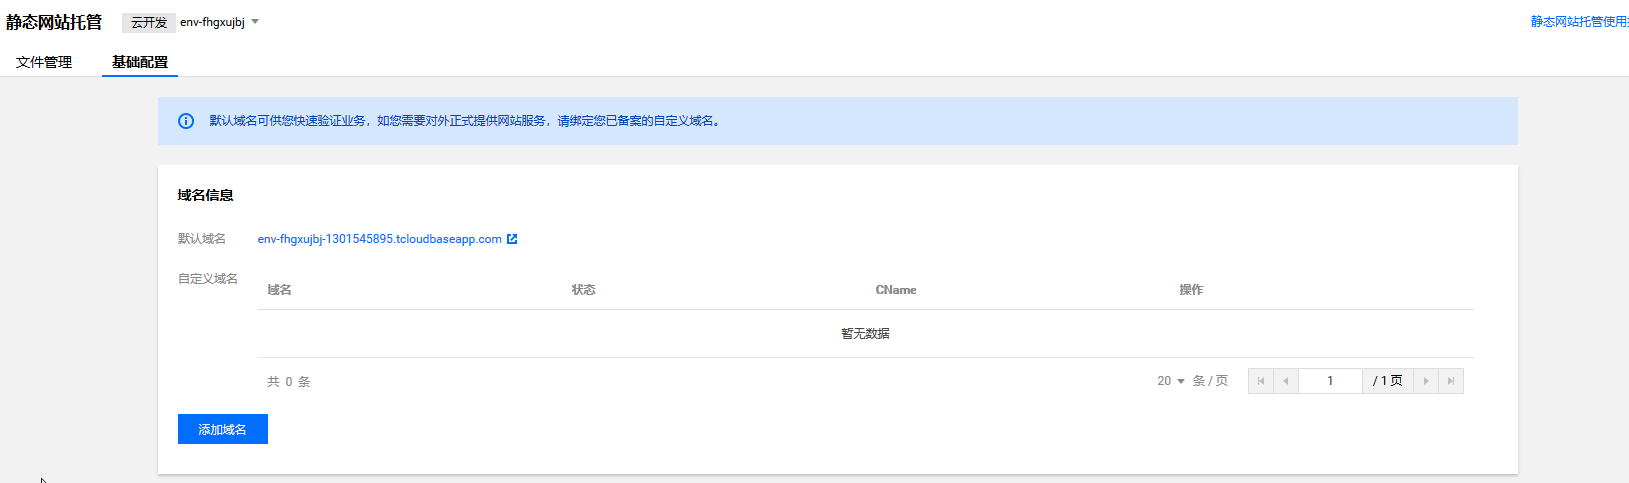 静态网站托管 云开发 env-fhgxujbj 静态网站托管使用
文件管理 基础配置
默认域名可供您快速验证业务，如您需要对外正式提供网站服务，请绑定您已备案的自定义域名。
域名信息
默认域名 env-fhgxujbj-1301545895.tcloudbaseapp.com
自定义域名
域名 状态 CName 操作
暂无数据
共 0 条 20 条 / 页 1 / 1 页
添加域名